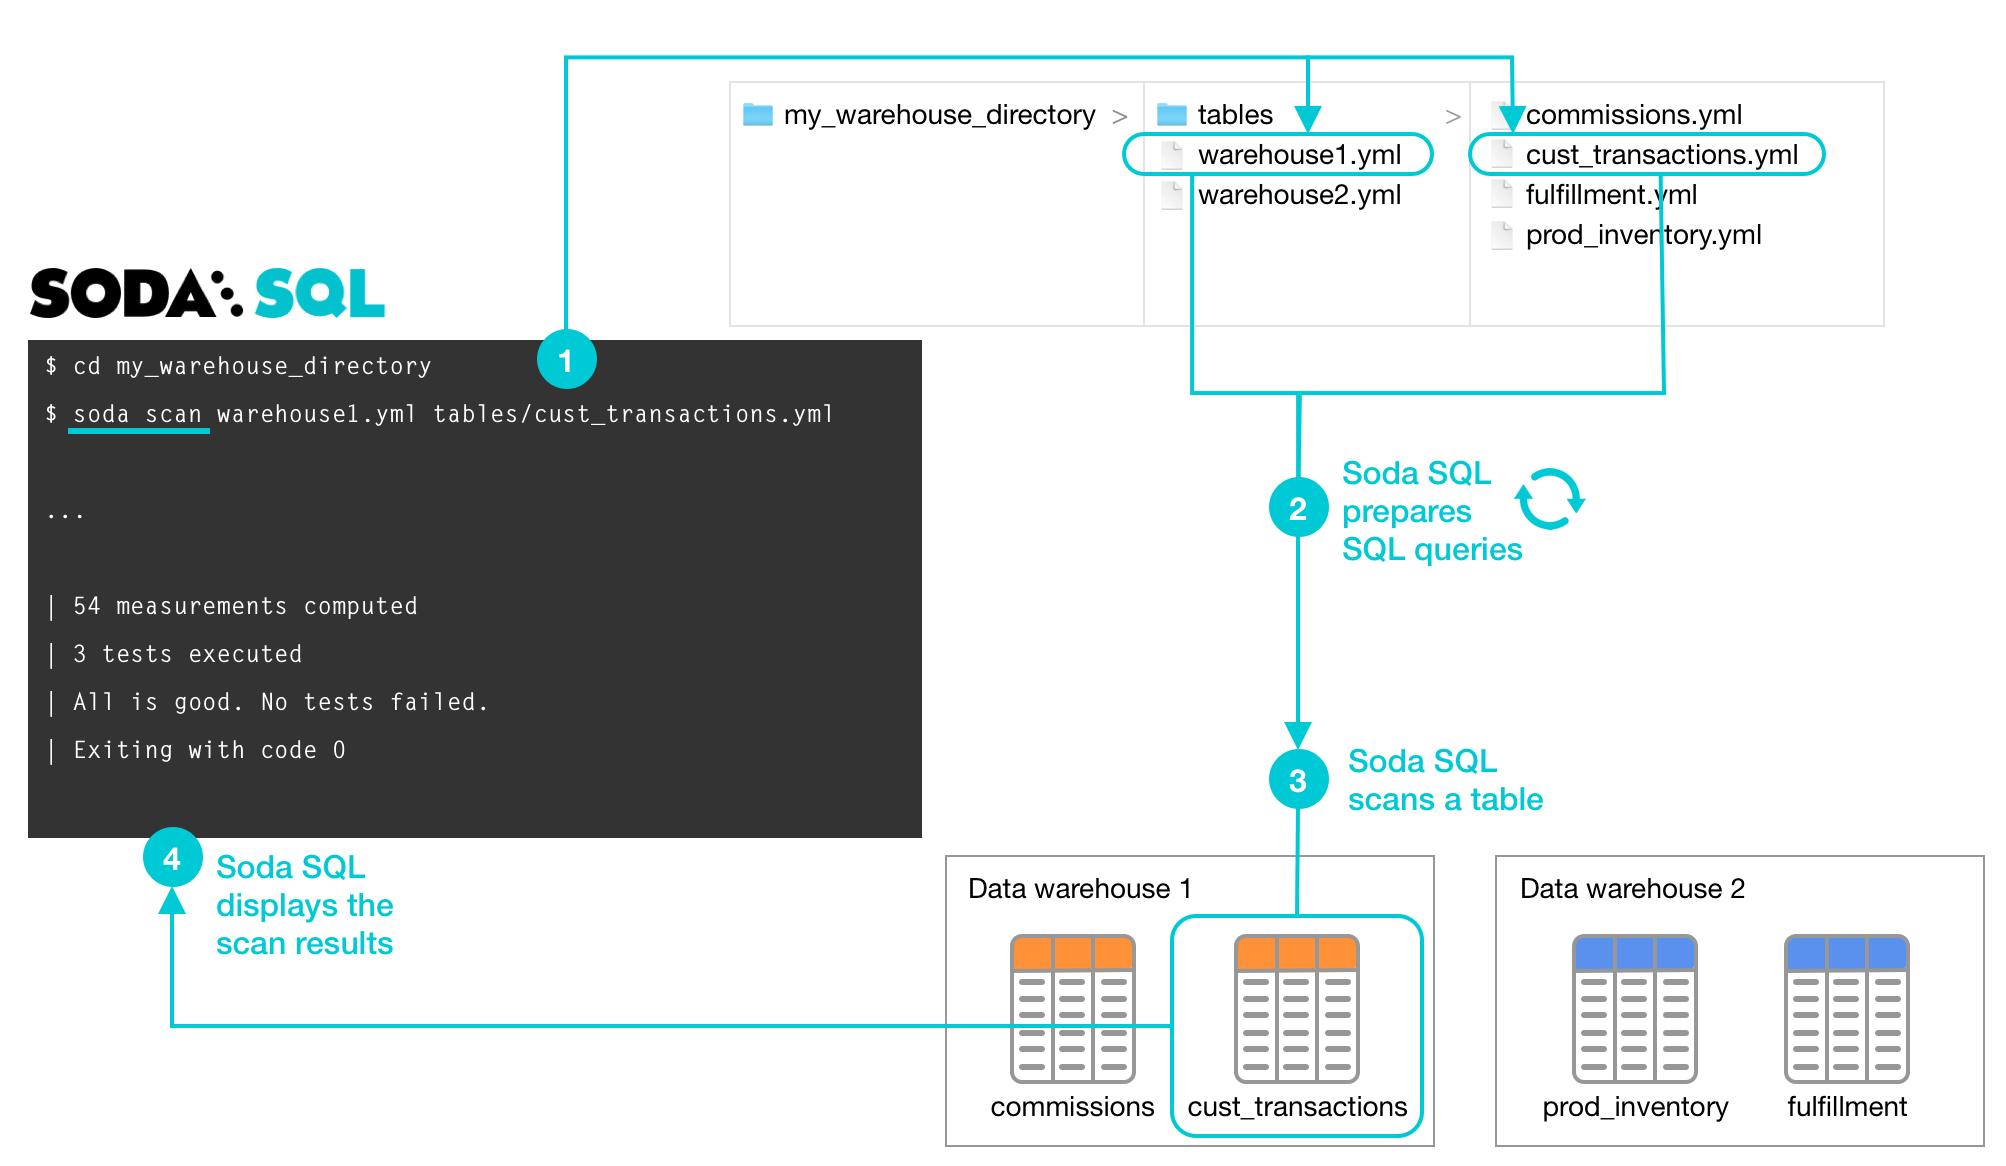 my_warehouse_directory >
tables >
warehouse1.yml
warehouse2.yml
commissions.yml
cust_transactions.yml
fulfillment.yml
prod_inventory.yml
SODA SQL
1
$ cd my_warehouse_directory
$ soda scan warehouse1.yml tables/cust_transactions.yml
...
| 54 measurements computed
| 3 tests executed
| All is good. No tests failed.
| Exiting with code 0
2
Soda SQL
prepares
SQL queries
3
Soda SQL
scans a table
4
Soda SQL
displays the
scan results
Data warehouse 1
commissions
cust_transactions
Data warehouse 2
prod_inventory
fulfillment